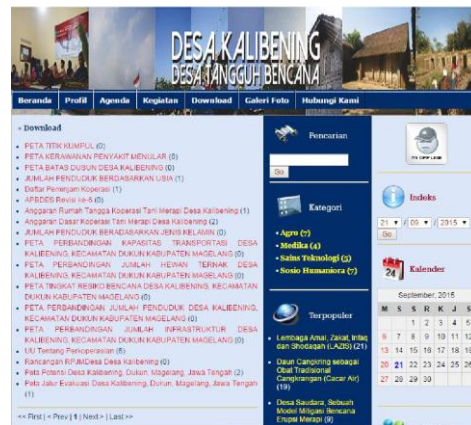 DESA KALIBENING
DESA TANGGUH BENCANA
Beranda Profil Agenda Kegiatan Download Galeri Foto Hubungi Kami
» Download
PETA TITIK KUMPUL (0)
PETA KERAWANAN PENYAKIT MENULAR (0)
PETA BATAS DUSUN DESA KALIBENING (0)
JUMLAH PENDUDUK BERDASARKAN USIA (1)
Daftar Peminjam Koperasi (1)
APBDES Revisi ke-5 (0)
Anggaran Rumah Tangga Koperasi Tani Merapi Desa Kalibening (1)
Anggaran Dasar Koperasi Tani Merapi Desa Kalibening (2)
JUMLAH PENDUDUK BERADASARKAN JENIS KELAMIN (0)
PETA PERBANDINGAN KAPASITAS TRANSPORTASI DESA
KALIBENING, KECAMATAN DUKUN KABUPATEN MAGELANG (0)
PETA PERBANDINGAN JUMLAH HEWAN TERNAK DESA
KALIBENING, KECAMATAN DUKUN KABUPATEN MAGELANG (0)
PETA TINGKAT RESIKO BENCANA DESA KALIBENING, KECAMATAN
DUKUN KABUPATEN MAGELANG (0)
PETA PERBANDINGAN JUMLAH PENDUDUK DESA KALIBENING,
KECAMATAN DUKUN KABUPATEN MAGELANG (0)
PETA PERBANDINGAN JUMLAH INFRASTRUKTUR DESA
KALIBENING, KECAMATAN DUKUN KABUPATEN MAGELANG (0)
UU Tentang Perkoperasian (5)
Rancangan RPJMDesa Desa Kalibening (0)
Peta Potensi Desa Kalibening, Dukun, Magelang, Jawa Tengah (2)
Peta Jalur Evakuasi Desa Kalibening, Dukun, Magelang, Jawa Tengah
(1)
<< First | < Prev | 1 | Next > | Last >>
Pencarian
Go
Kategori
Agro (7)
Medika (4)
Sains Teknologi (5)
Sosio Humaniora (7)
Terpopuler
Lembaga Amal, Zakat, Infaq
dan Shodaqah (LAZIS) (21)
Daun Cangkring sebagai
Obat Tradisional
Cangkrangan (Cacar Air)
(19)
Desa Saudara, Sebuah
Model Mitigasi Bencana
Erupsi Merapi (9)
Indeks
21 / 09 / 2015
Go
Kalender
24
September, 2015
M S S R K J S
1 2 3 4 5
6 7 8 9 10 11 12
13 14 15 16 17 18 19
20 21 22 23 24 25 26
27 28 29 30